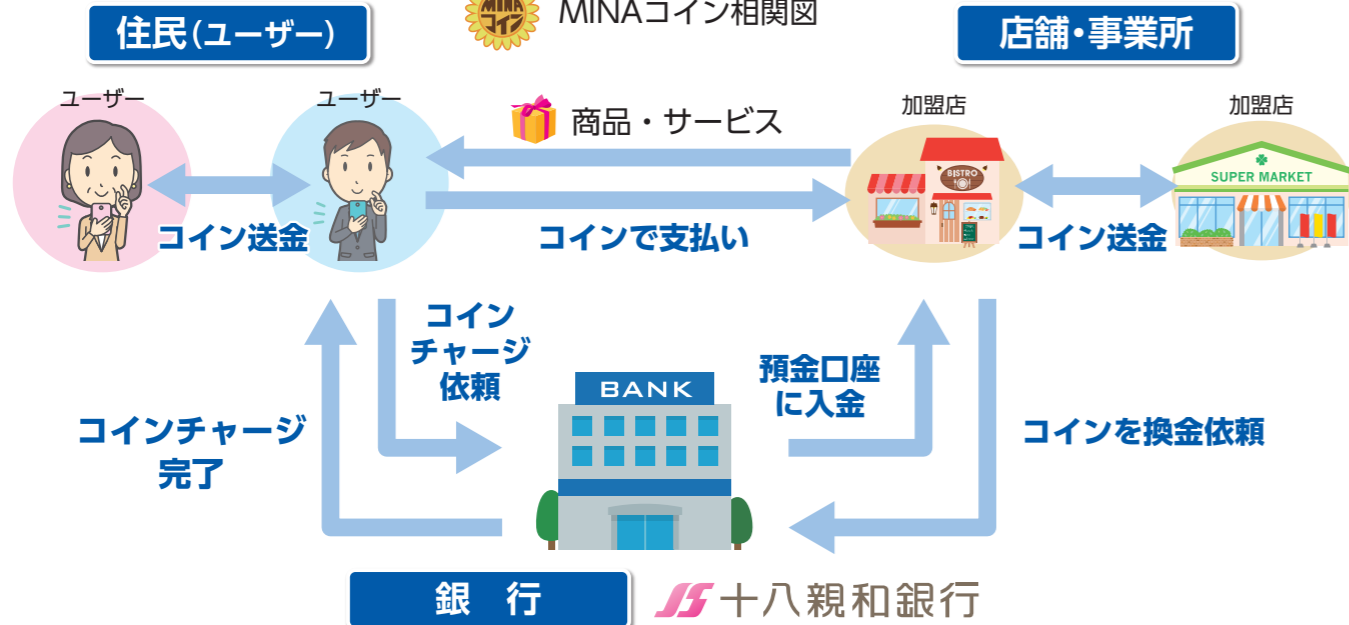 MINA
コイン
MINAコイン相関図
住民(ユーザー)
店舗・事業所
ユーザー
ユーザー
商品・サービス
加盟店
加盟店
BISTRO
SUPER MARKET
コイン送金
コインで支払い
コイン送金
コイン
チャージ
依頼
預金口座
に入金
BANK
コインチャージ
完了
コインを換金依頼
銀 行
十八親和銀行